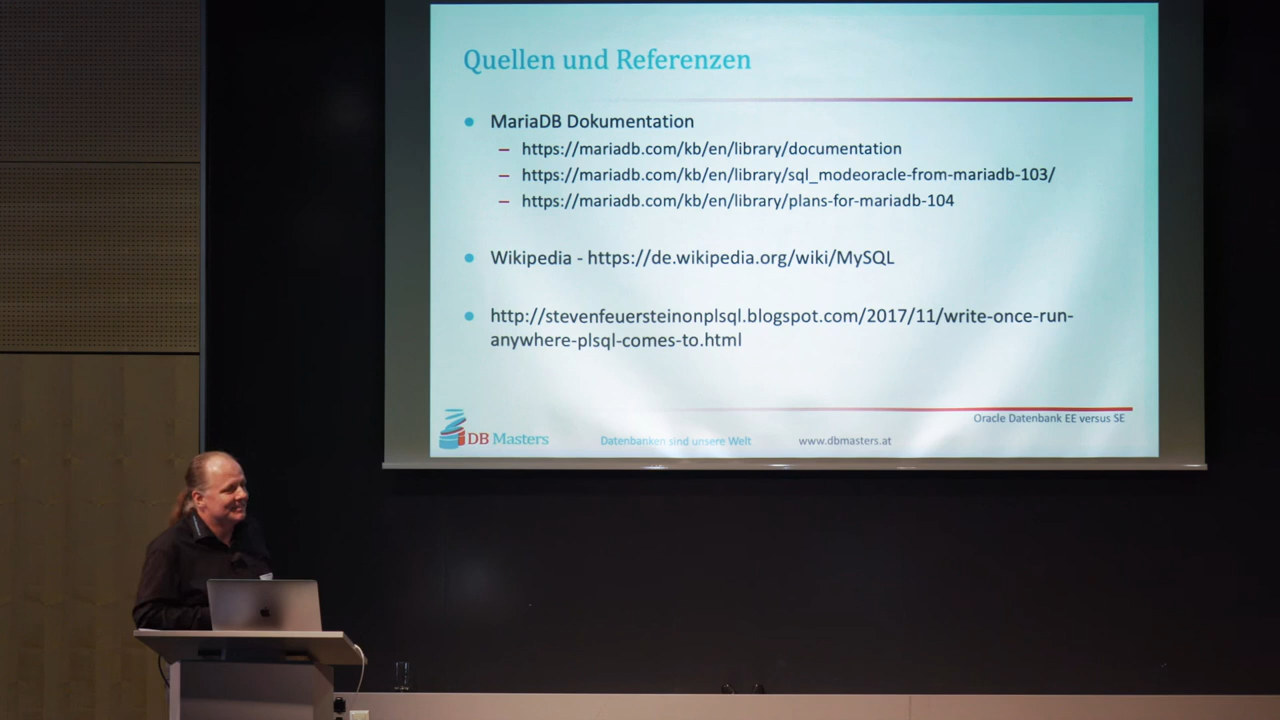 Quellen und Referenzen
MariaDB Dokumentation
https://mariadb.com/kb/en/library/documentation
https://mariadb.com/kb/en/library/sql_modeoracle-from-mariadb-103/
https://mariadb.com/kb/en/library/plans-for-mariadb-104
Wikipedia - https://de.wikipedia.org/wiki/MySQL
http://stevenfeuersteinonplsql.blogspot.com/2017/11/write-once-run-
anywhere-plsql-comes-to.html
Oracle Datenbank EE versus SE
DB Masters
Datenbanken sind unsere Welt
www.dbmasters.at